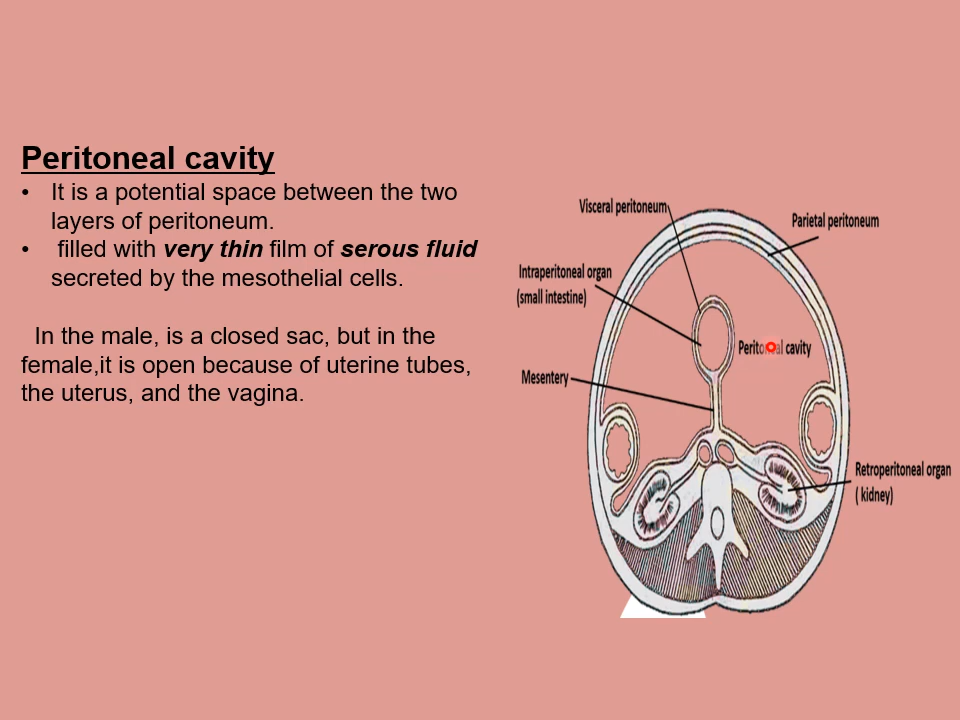 Peritoneal cavity
• It is a potential space between the two
layers of peritoneum.
• filled with very thin film of serous fluid
secreted by the mesothelial cells.
In the male, is a closed sac, but in the
female,it is open because of uterine tubes,
the uterus, and the vagina.
Visceral peritoneum
Parietal peritoneum
Intraperitoneal organ
(small intestine)
Peritoneal cavity
Mesentery
Retroperitoneal organ
( kidney)